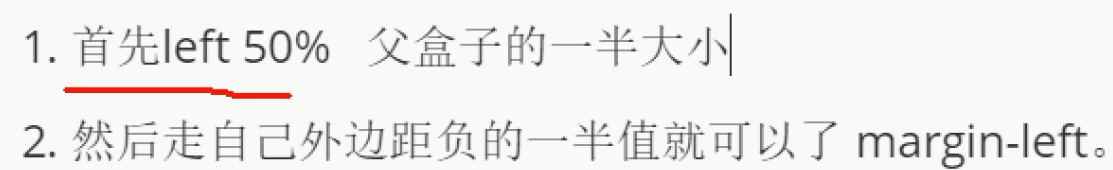 1. 首先left 50% 父盒子的一半大小
2. 然后走自己外边距负的一半值就可以了 margin-left。